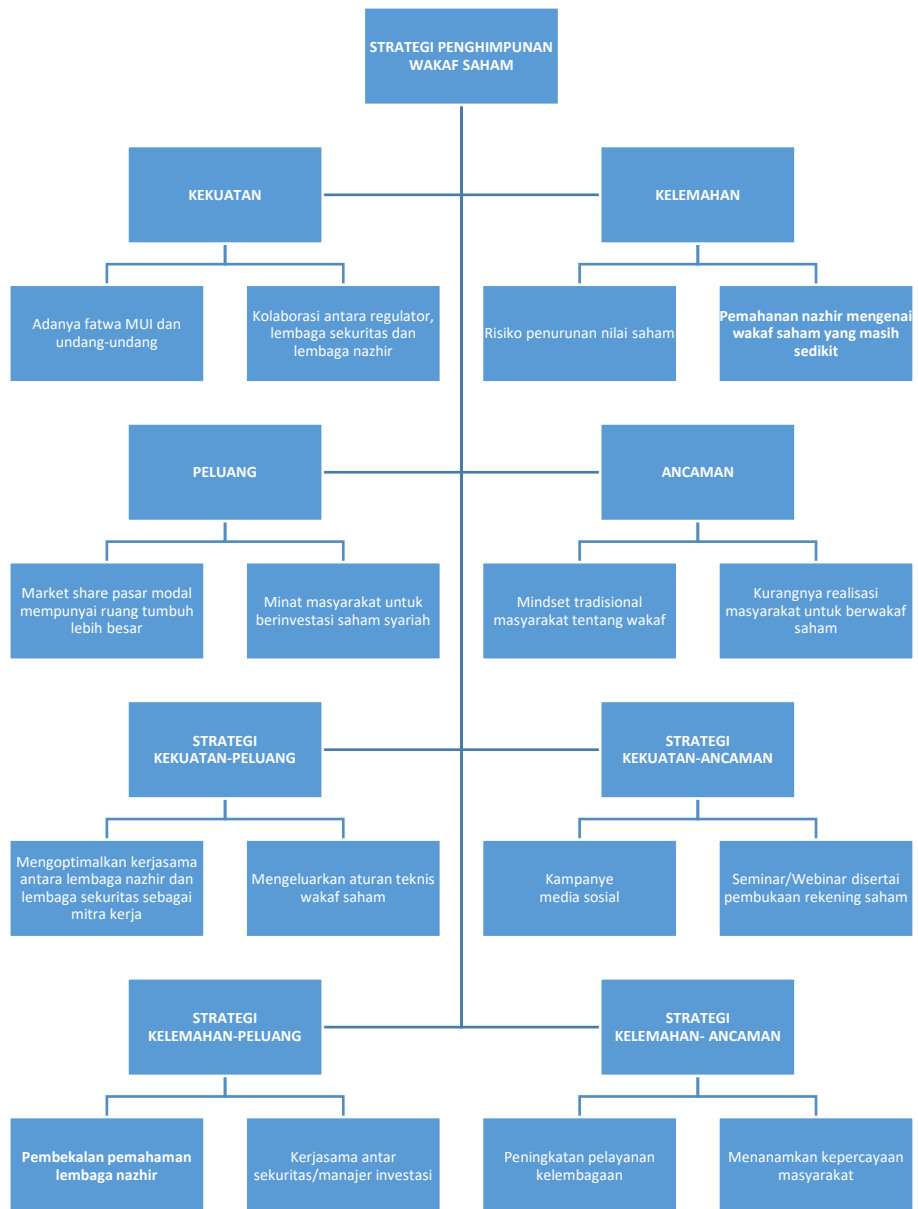 STRATEGI PENGHIMPUNAN
WAKAF SAHAM
KEKUATAN
KELEMAHAN
Adanya fatwa MUI dan
undang-undang
Kolaborasi antara regulator,
lembaga sekuritas dan
lembaga nazhir
Risiko penurunan nilai saham
Pemahanan nazhir mengenai
wakaf saham yang masih
sedikit
PELUANG
ANCAMAN
Market share pasar modal
mempunyai ruang tumbuh
lebih besar
Minat masyarakat untuk
berinvestasi saham syariah
Mindset tradisional
masyarakat tentang wakaf
Kurangnya realisasi
masyarakat untuk berwakaf
saham
STRATEGI
KEKUATAN-PELUANG
STRATEGI
KEKUATAN-ANCAMAN
Mengoptimalkan kerjasama
antara lembaga nazhir dan
lembaga sekuritas sebagai
mitra kerja
Mengeluarkan aturan teknis
wakaf saham
Kampanye
media sosial
Seminar/Webinar disertai
pembukaan rekening saham
STRATEGI
KELEMAHAN-PELUANG
STRATEGI
KELEMAHAN- ANCAMAN
Pembekalan pemahaman
lembaga nazhir
Kerjasama antar
sekuritas/manajer investasi
Peningkatan pelayanan
kelembagaan
Menanamkan kepercayaan
masyarakat